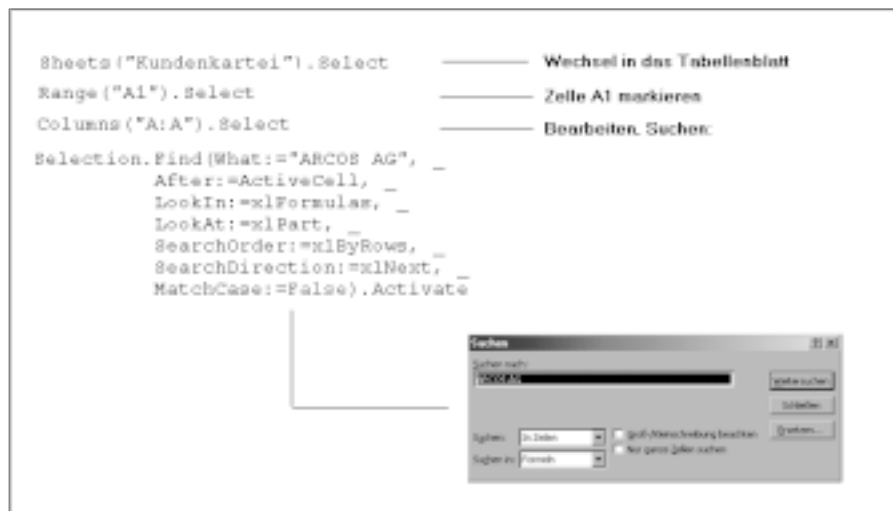 Sheets("Kundenkartei").Select
Wechsel in das Tabellenblatt
Range("A1").Select
Zelle A1 markieren
Columns("A:A").Select
Bearbeiten, Suchen:
Selection.Find(What:="ARCOS AG", _
After:=ActiveCell, _
LookIn:=xlFormulas, _
LookAt:=xlPart, _
SearchOrder:=xlByRows, _
SearchDirection:=xlNext, _
MatchCase:=False).Activate
Suchen
Suchen nach:
ARCOS AG
Weitersuchen
Schließen
Ersetzen...
Suchen: In Zeilen
Groß-/Kleinschreibung beachten
Suchen in: Formeln
Nur ganze Zellen suchen